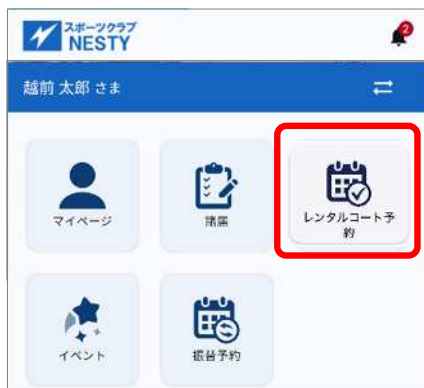 スポーツクラブ
NESTY
2
越前 太郎 さま
マイページ
諸届
レンタルコート予
約
イベント
振替予約